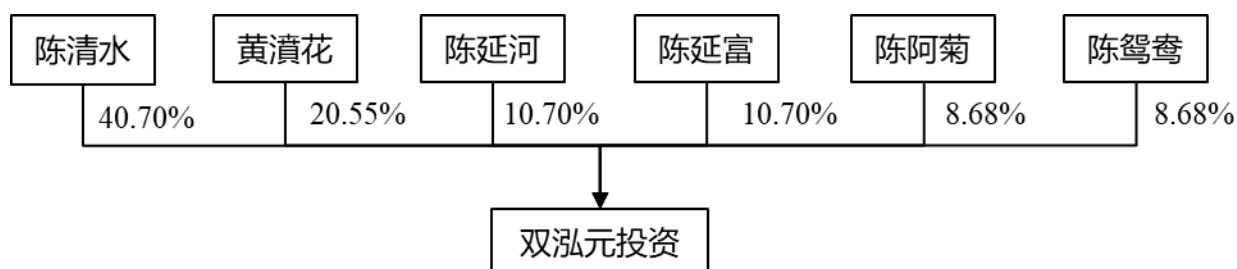 陈清水 黄濆花 陈延河 陈延富 陈阿菊 陈鸳鸯
40.70% 20.55% 10.70% 10.70% 8.68% 8.68%
双泓元投资